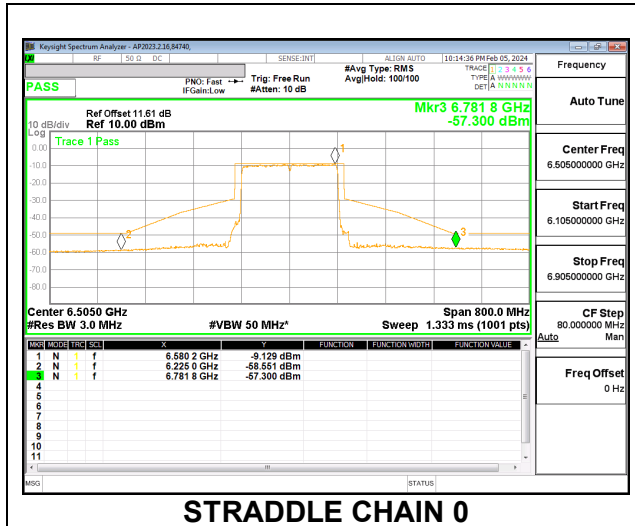 Keysight Spectrum Analyzer - AP2023.2.16,84740,
RF 50 Ω DC SENSE:INT ALIGN AUTO 10:14:36 PM Feb 05, 2024
#Avg Type: RMS TRACE 1 2 3 4 5 6
PNO: Fast Trig: Free Run Avg|Hold: 100/100 TYPE A WWWWW
PASS IFGain:Low #Atten: 10 dB DET A N N N N N
Frequency
Auto Tune
Center Freq
6.505000000 GHz
Start Freq
6.105000000 GHz
Stop Freq
6.905000000 GHz
CF Step
80.000000 MHz
Auto Man
Freq Offset
0 Hz
Mkr3 6.781 8 GHz
-57.300 dBm
Ref Offset 11.61 dB
10 dB/div Ref 10.00 dBm
Log
Trace 1 Pass
0.00
-10.0
-20.0
-30.0
-40.0
-50.0
-60.0
-70.0
-80.0
1
2
3
Center 6.5050 GHz Span 800.0 MHz
#Res BW 3.0 MHz #VBW 50 MHz* Sweep 1.333 ms (1001 pts)
MKR MODE TRC SCL X Y FUNCTION FUNCTION WIDTH FUNCTION VALUE
1 N 1 f 6.580 2 GHz -9.129 dBm
2 N 1 f 6.225 0 GHz -58.551 dBm
3 N 1 f 6.781 8 GHz -57.300 dBm
4
5
6
7
8
9
10
11
MSG STATUS
STRADDLE CHAIN 0